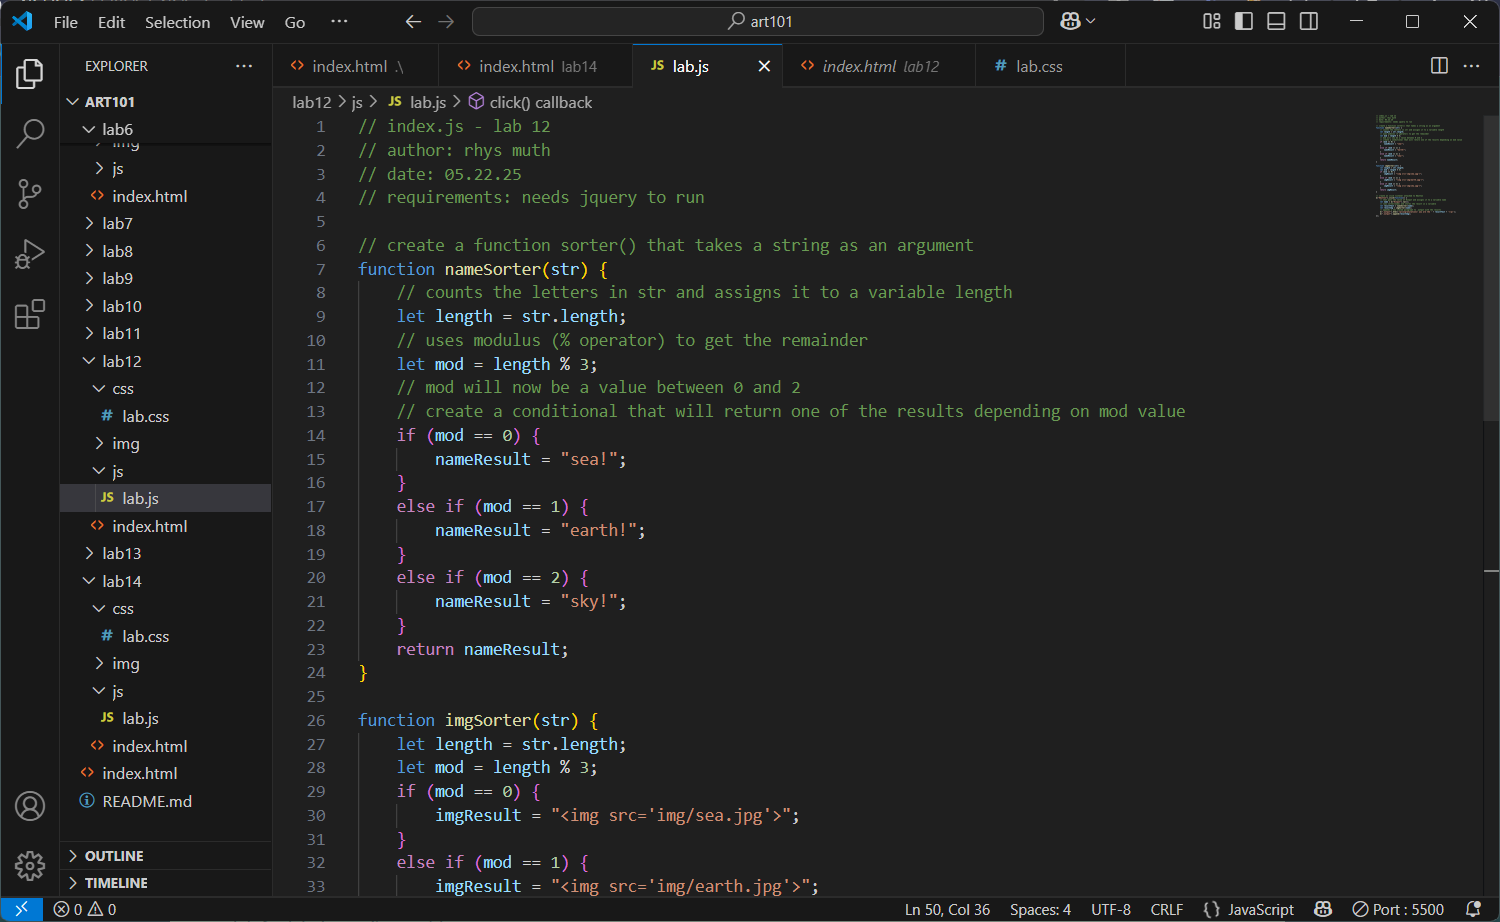 File Edit Selection View Go ··· art101
EXPLORER ···
index.html .\ index.html lab14 JS lab.js index.html lab12 # lab.css
ART101
lab6
img
js
index.html
lab7
lab8
lab9
lab10
lab11
lab12
css
# lab.css
img
js
JS lab.js
index.html
lab13
lab14
css
# lab.css
img
js
JS lab.js
index.html
index.html
README.md
OUTLINE
TIMELINE
lab12 > js > JS lab.js > click() callback
1 // index.js - lab 12
2 // author: rhys muth
3 // date: 05.22.25
4 // requirements: needs jquery to run
5
6 // create a function sorter() that takes a string as an argument
7 function nameSorter(str) {
8 // counts the letters in str and assigns it to a variable length
9 let length = str.length;
10 // uses modulus (% operator) to get the remainder
11 let mod = length % 3;
12 // mod will now be a value between 0 and 2
13 // create a conditional that will return one of the results depending on mod value
14 if (mod == 0) {
15 nameResult = "sea!";
16 }
17 else if (mod == 1) {
18 nameResult = "earth!";
19 }
20 else if (mod == 2) {
21 nameResult = "sky!";
22 }
23 return nameResult;
24 }
25
26 function imgSorter(str) {
27 let length = str.length;
28 let mod = length % 3;
29 if (mod == 0) {
30 imgResult = "<img src='img/sea.jpg'>";
31 }
32 else if (mod == 1) {
33 imgResult = "<img src='img/earth.jpg'>";
0 0 Ln 50, Col 36 Spaces: 4 UTF-8 CRLF {} JavaScript Port : 5500